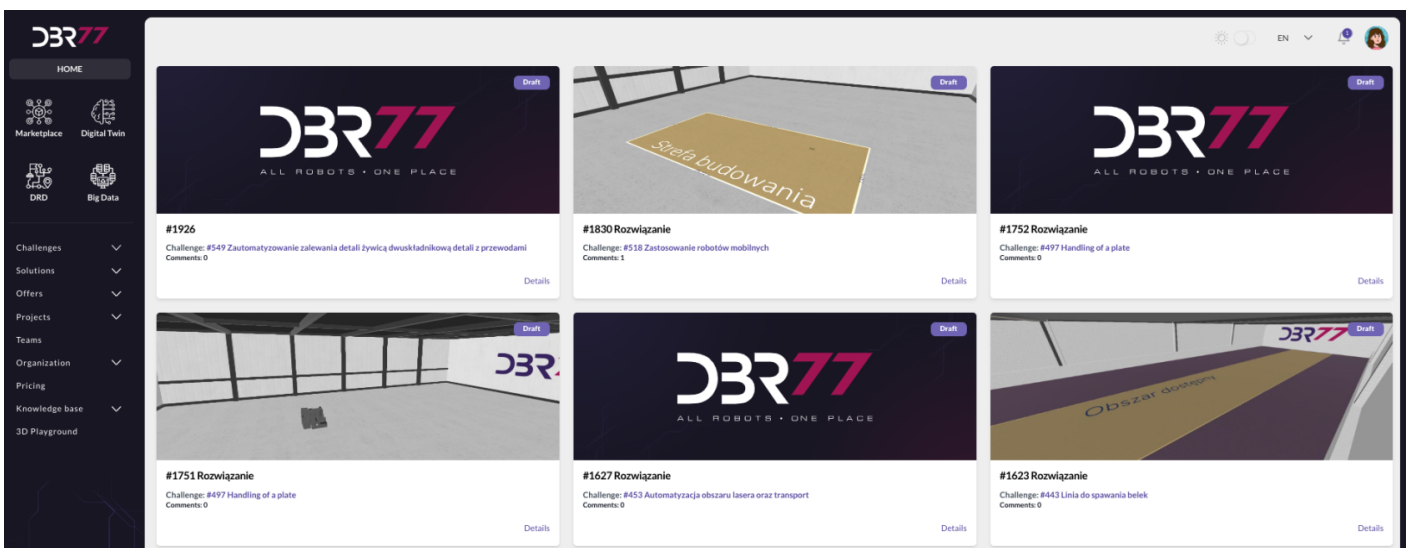 DBR77
HOME
Marketplace
Digital Twin
DRD
Big Data
Challenges
Solutions
Offers
Projects
Teams
Organization
Pricing
Knowledge base
3D Playground
EN
1
Draft
DBR77
ALL ROBOTS • ONE PLACE
#1926
Challenge: #549 Zautomatyzowanie zalewania detali żywicą dwuskładnikową detali z przewodami
Comments: 0
Details
Draft
Strefa budowania
#1830 Rozwiązanie
Challenge: #518 Zastosowanie robotów mobilnych
Comments: 1
Details
Draft
DBR77
ALL ROBOTS • ONE PLACE
#1752 Rozwiązanie
Challenge: #497 Handling of a plate
Comments: 0
Details
Draft
DBR
#1751 Rozwiązanie
Challenge: #497 Handling of a plate
Comments: 0
Details
Draft
DBR77
ALL ROBOTS • ONE PLACE
#1627 Rozwiązanie
Challenge: #453 Automatyzacja obszaru lasera oraz transport
Comments: 0
Details
Draft
DBR77
Obszar dostępny
#1623 Rozwiązanie
Challenge: #443 Linia do spawania belek
Comments: 0
Details